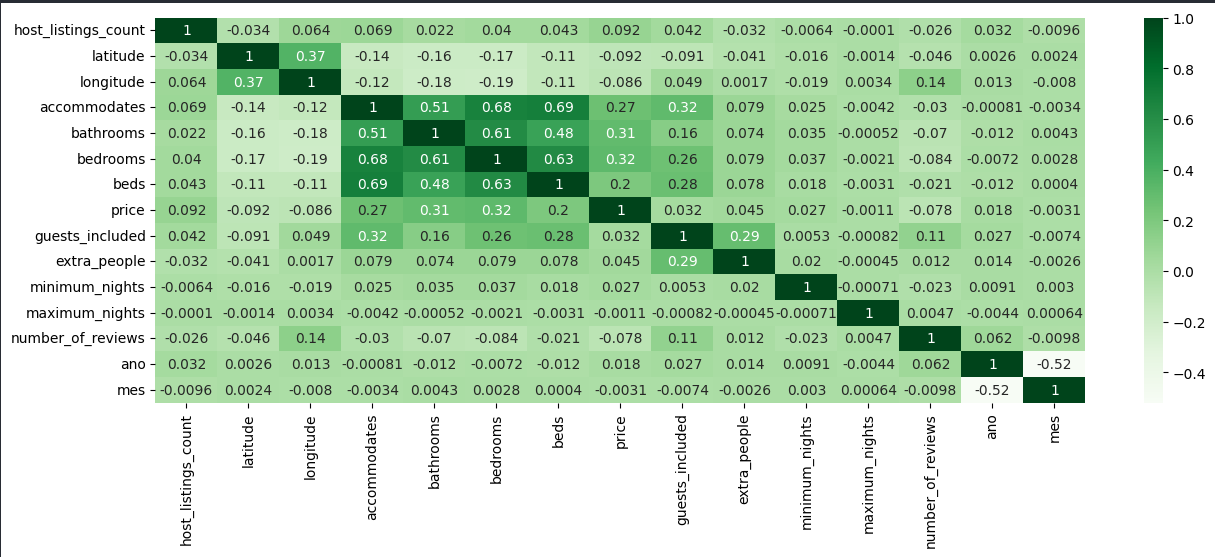 host_listings_count 1 -0.034 0.064 0.069 0.022 0.04 0.043 0.092 0.042 -0.032 -0.0064 -0.0001 -0.026 0.032 -0.0096
latitude -0.034 1 0.37 -0.14 -0.16 -0.17 -0.11 -0.092 -0.091 -0.041 -0.016 -0.0014 -0.046 0.0026 0.0024
longitude 0.064 0.37 1 -0.12 -0.18 -0.19 -0.11 -0.086 0.049 0.0017 -0.019 0.0034 0.14 0.013 -0.008
accommodates 0.069 -0.14 -0.12 1 0.51 0.68 0.69 0.27 0.32 0.079 0.025 -0.0042 -0.03 -0.00081 -0.0034
bathrooms 0.022 -0.16 -0.18 0.51 1 0.61 0.48 0.31 0.16 0.074 0.035 -0.00052 -0.07 -0.012 0.0043
bedrooms 0.04 -0.17 -0.19 0.68 0.61 1 0.63 0.32 0.26 0.079 0.037 -0.0021 -0.084 -0.0072 0.0028
beds 0.043 -0.11 -0.11 0.69 0.48 0.63 1 0.2 0.28 0.078 0.018 -0.0031 -0.021 -0.012 0.0004
price 0.092 -0.092 -0.086 0.27 0.31 0.32 0.2 1 0.032 0.045 0.027 -0.0011 -0.078 0.018 -0.0031
guests_included 0.042 -0.091 0.049 0.32 0.16 0.26 0.28 0.032 1 0.29 0.0053 -0.00082 0.11 0.027 -0.0074
extra_people -0.032 -0.041 0.0017 0.079 0.074 0.079 0.078 0.045 0.29 1 0.02 -0.00045 0.012 0.014 -0.0026
minimum_nights -0.0064 -0.016 -0.019 0.025 0.035 0.037 0.018 0.027 0.0053 0.02 1 -0.00071 -0.023 0.0091 0.003
maximum_nights -0.0001 -0.0014 0.0034 -0.0042 -0.00052 -0.0021 -0.0031 -0.0011 -0.00082 -0.00045 -0.00071 1 0.0047 -0.0044 0.00064
number_of_reviews -0.026 -0.046 0.14 -0.03 -0.07 -0.084 -0.021 -0.078 0.11 0.012 -0.023 0.0047 1 0.062 -0.0098
ano 0.032 0.0026 0.013 -0.00081 -0.012 -0.0072 -0.012 0.018 0.027 0.014 0.0091 -0.0044 0.062 1 -0.52
mes -0.0096 0.0024 -0.008 -0.0034 0.0043 0.0028 0.0004 -0.0031 -0.0074 -0.0026 0.003 0.00064 -0.0098 -0.52 1
host_listings_count
latitude
longitude
accommodates
bathrooms
bedrooms
beds
price
guests_included
extra_people
minimum_nights
maximum_nights
number_of_reviews
ano
mes
1.0
0.8
0.6
0.4
0.2
0.0
−0.2
−0.4